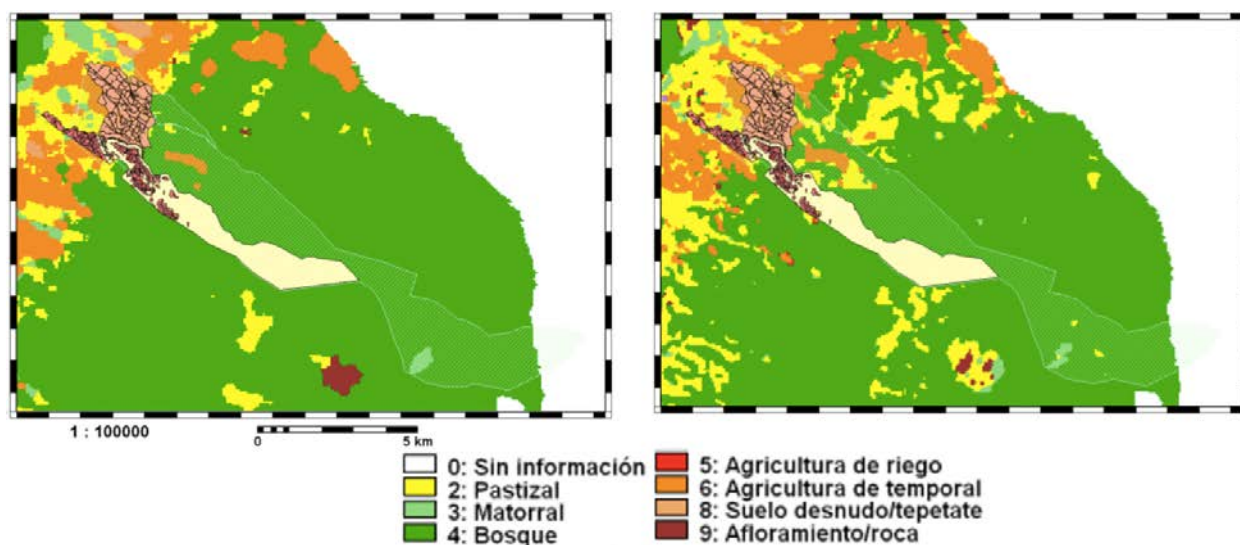 1 : 100000
0 5 km
0: Sin información
2: Pastizal
3: Matorral
4: Bosque
5: Agricultura de riego
6: Agricultura de temporal
8: Suelo desnudo/tepetate
9: Afloramiento/roca